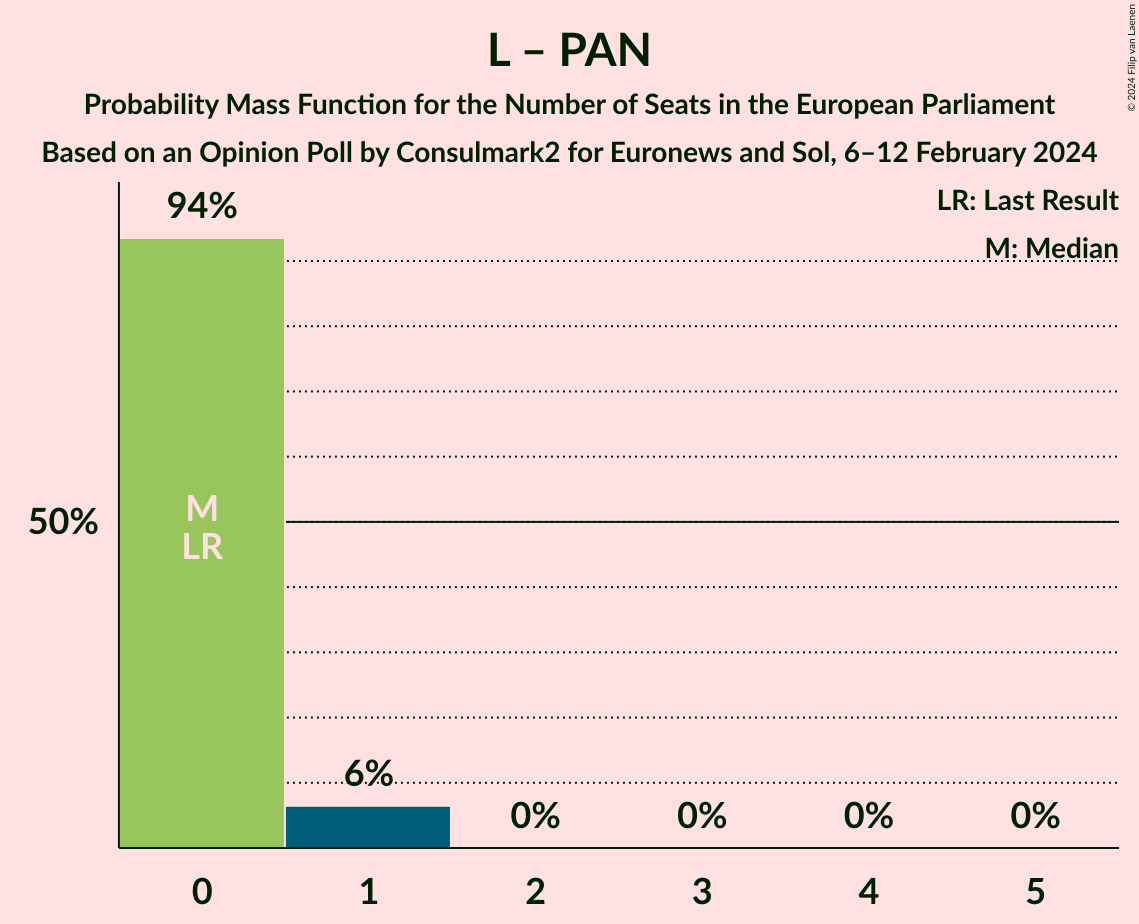 L – PAN
Probability Mass Function for the Number of Seats in the European Parliament
Based on an Opinion Poll by Consulmark2 for Euronews and Sol, 6–12 February 2024
© 2024 Filip van Laenen
LR: Last Result
M: Median
94%
M
LR
50%
6%
0%
0%
0%
0%
0
1
2
3
4
5